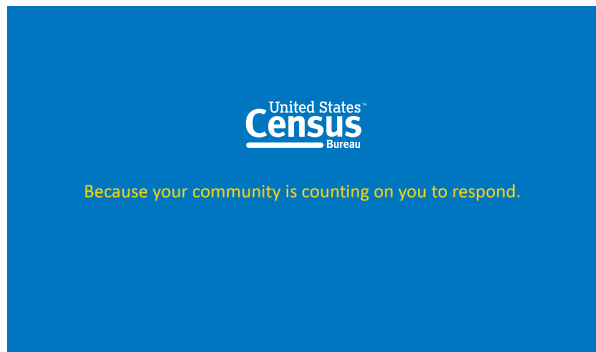 United States™
Census
Bureau
Because your community is counting on you to respond.